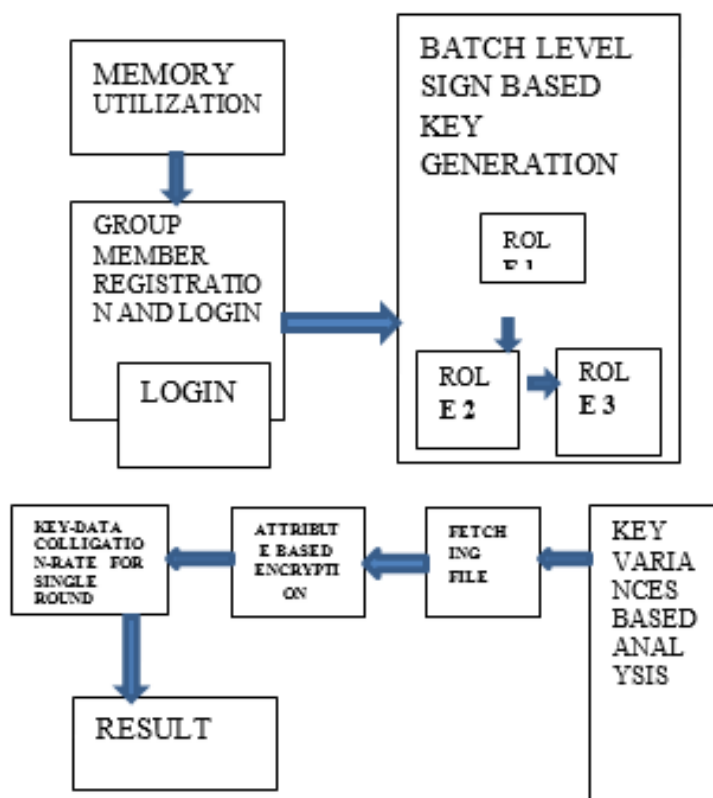 MEMORY
UTILIZATION
BATCH LEVEL
SIGN BASED
KEY
GENERATION
GROUP
MEMBER
REGISTRATIO
N AND LOGIN
LOGIN
ROL
E 1
ROL
E 2
ROL
E 3
KEY-DATA
COLLIGATIO
N-RATE FOR
SINGLE
ROUND
ATTRIBUT
E BASED
ENCRYPTI
ON
FETCH
ING
FILE
KEY
VARIA
NCES
BASED
ANAL
YSIS
RESULT